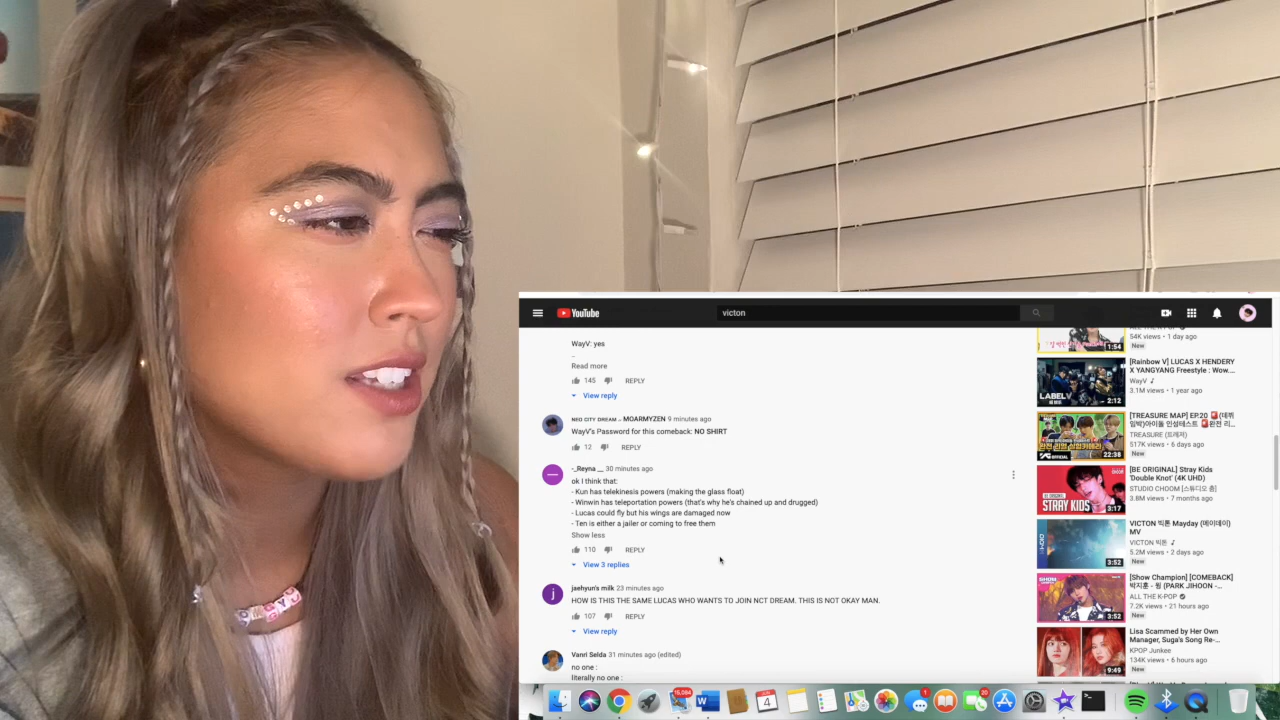 YouTube
victon
WayV: yes
..
Read more
145 REPLY
View reply
NEO CITY DREAM .. MOARMYZEN 9 minutes ago
WayV's Password for this comeback: NO SHIRT
12 REPLY
-_Reyna __ 30 minutes ago
ok I think that:
- Kun has telekinesis powers (making the glass float)
- Winwin has teleportation powers (that's why he's chained up and drugged)
- Lucas could fly but his wings are damaged now
- Ten is either a jailer or coming to free them
Show less
110 REPLY
View 3 replies
j
jaehyun's milk 23 minutes ago
HOW IS THIS THE SAME LUCAS WHO WANTS TO JOIN NCT DREAM. THIS IS NOT OKAY MAN.
107 REPLY
View reply
Vanri Selda 31 minutes ago (edited)
no one :
literally no one :
54K views • 1 day ago
New
1:54
[Rainbow V] LUCAS X HENDERY
X YANGYANG Freestyle : Wow....
WayV
3.1M views • 1 year ago
LABELV
2:12
[TREASURE MAP] EP.20
TREASURE (트레저)
517K views • 6 days ago
New
22:38
[BE ORIGINAL] Stray Kids
'Double Knot' (4K UHD)
STUDIO CHOOM [스튜디오 춤]
3.8M views • 7 months ago
STRAY KIDS
3:17
VICTON 빅톤 Mayday (메이데이)
MV
VICTON 빅톤
5.2M views • 2 days ago
New
3:52
[Show Champion] [COMEBACK]
박지훈 - 윙 (PARK JIHOON -...
ALL THE K-POP
7.2K views • 21 hours ago
New
3:52
Lisa Scammed by Her Own
Manager, Suga's Song Re-...
KPOP Junkee
134K views • 6 hours ago
New
9:49
15,094
4
1
20